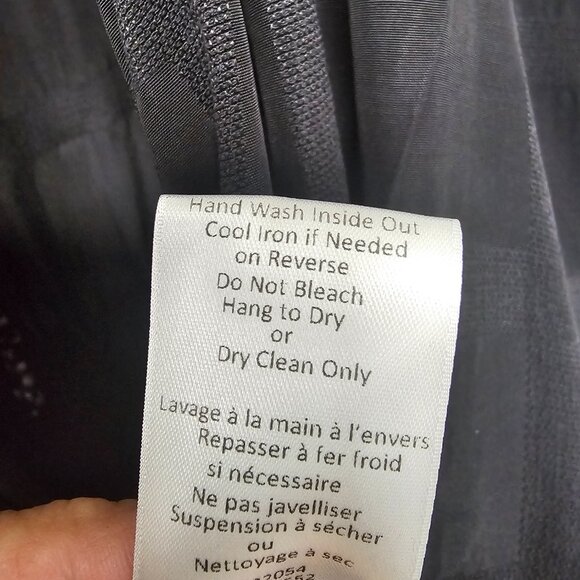 Hand Wash Inside Out
Cool Iron if Needed
on Reverse
Do Not Bleach
Hang to Dry
or
Dry Clean Only
Lavage à la main à l'envers
Repasser à fer froid
si nécessaire
Ne pas javelliser
Suspension à sécher
ou
Nettoyage à sec